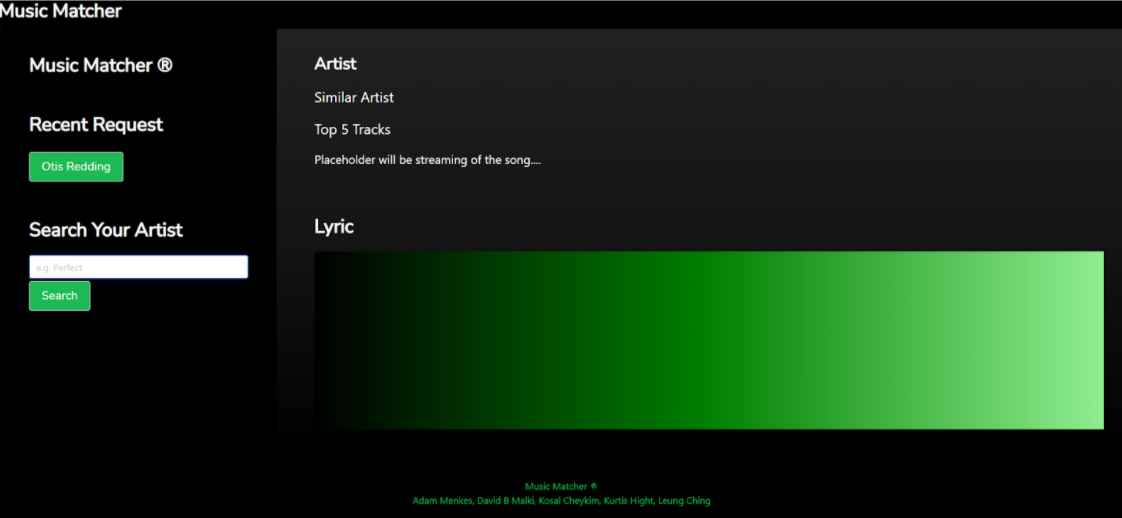 Music Matcher
Music Matcher ®
Recent Request
Otis Redding
Search Your Artist
e.g. Perfect
Search
Artist
Similar Artist
Top 5 Tracks
Placeholder will be streaming of the song....
Lyric
Music Matcher ®
Adam Menkes, David B Malki, Kosal Cheykim, Kurtis Hight, Leung Ching